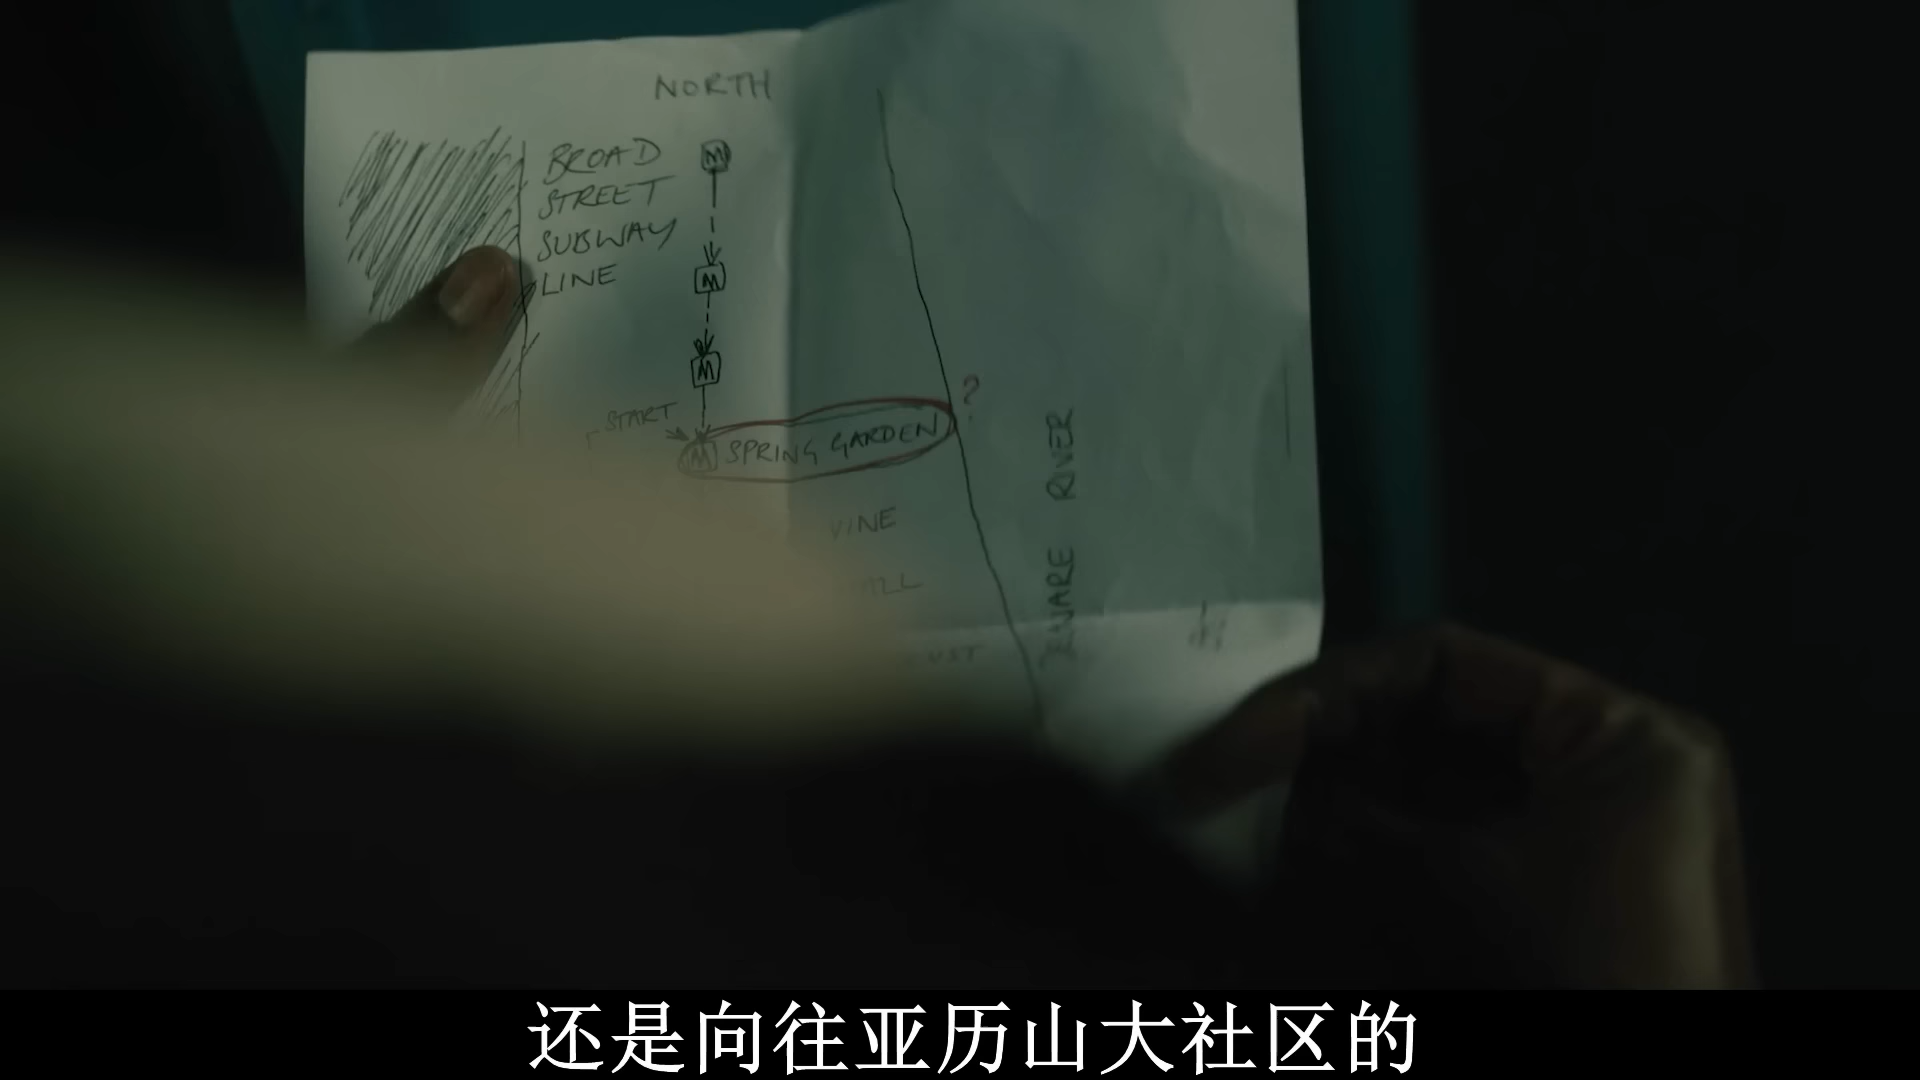 NORTH
BROAD
STREET
SUBWAY
LINE
M
M
M
START
M SPRING GARDEN
?
VINE
RIVER
还是向往亚历山大社区的